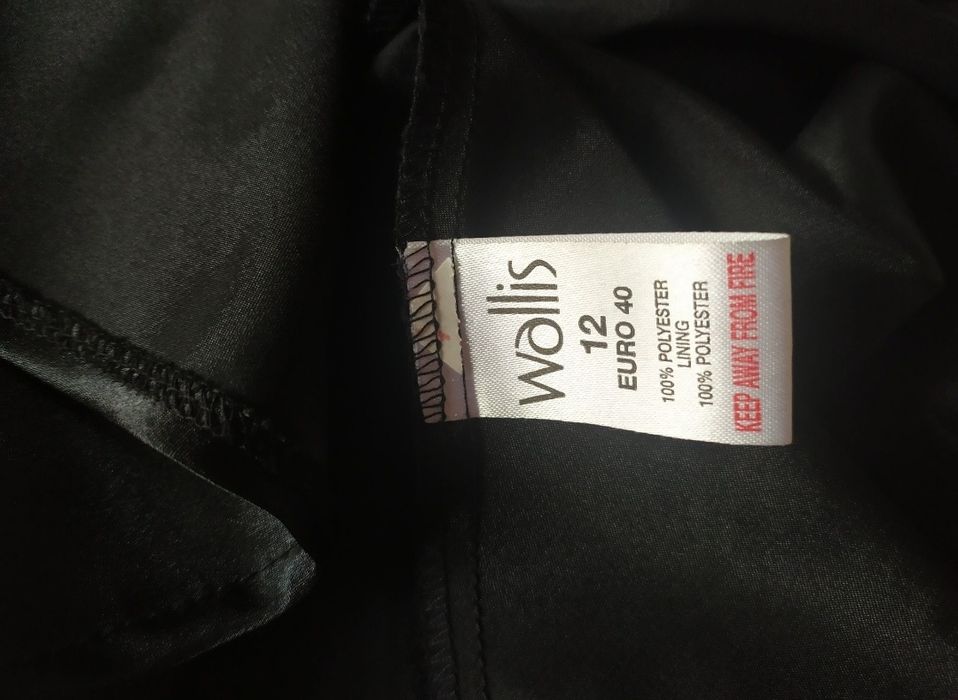 wallis
12
EURO 40
100% POLYESTER
LINING
100% POLYESTER
KEEP AWAY FROM FIRE